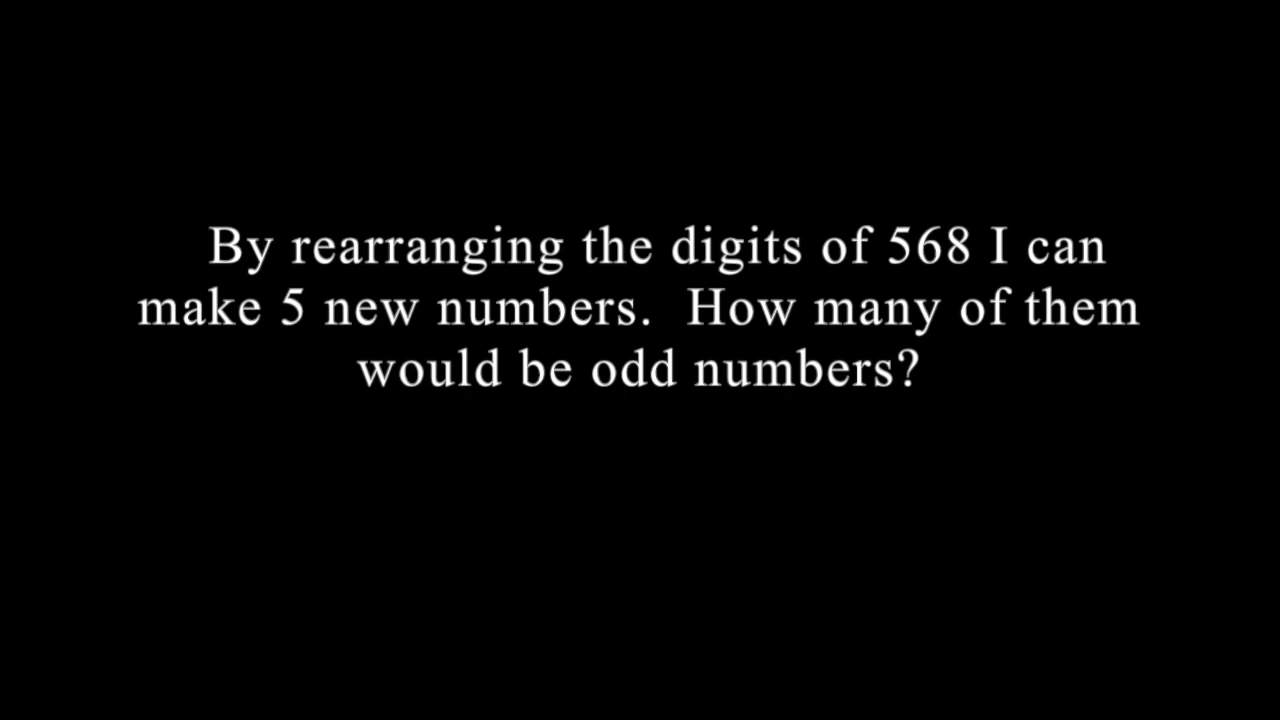 By rearranging the digits of 568 I can
make 5 new numbers. How many of them
would be odd numbers?